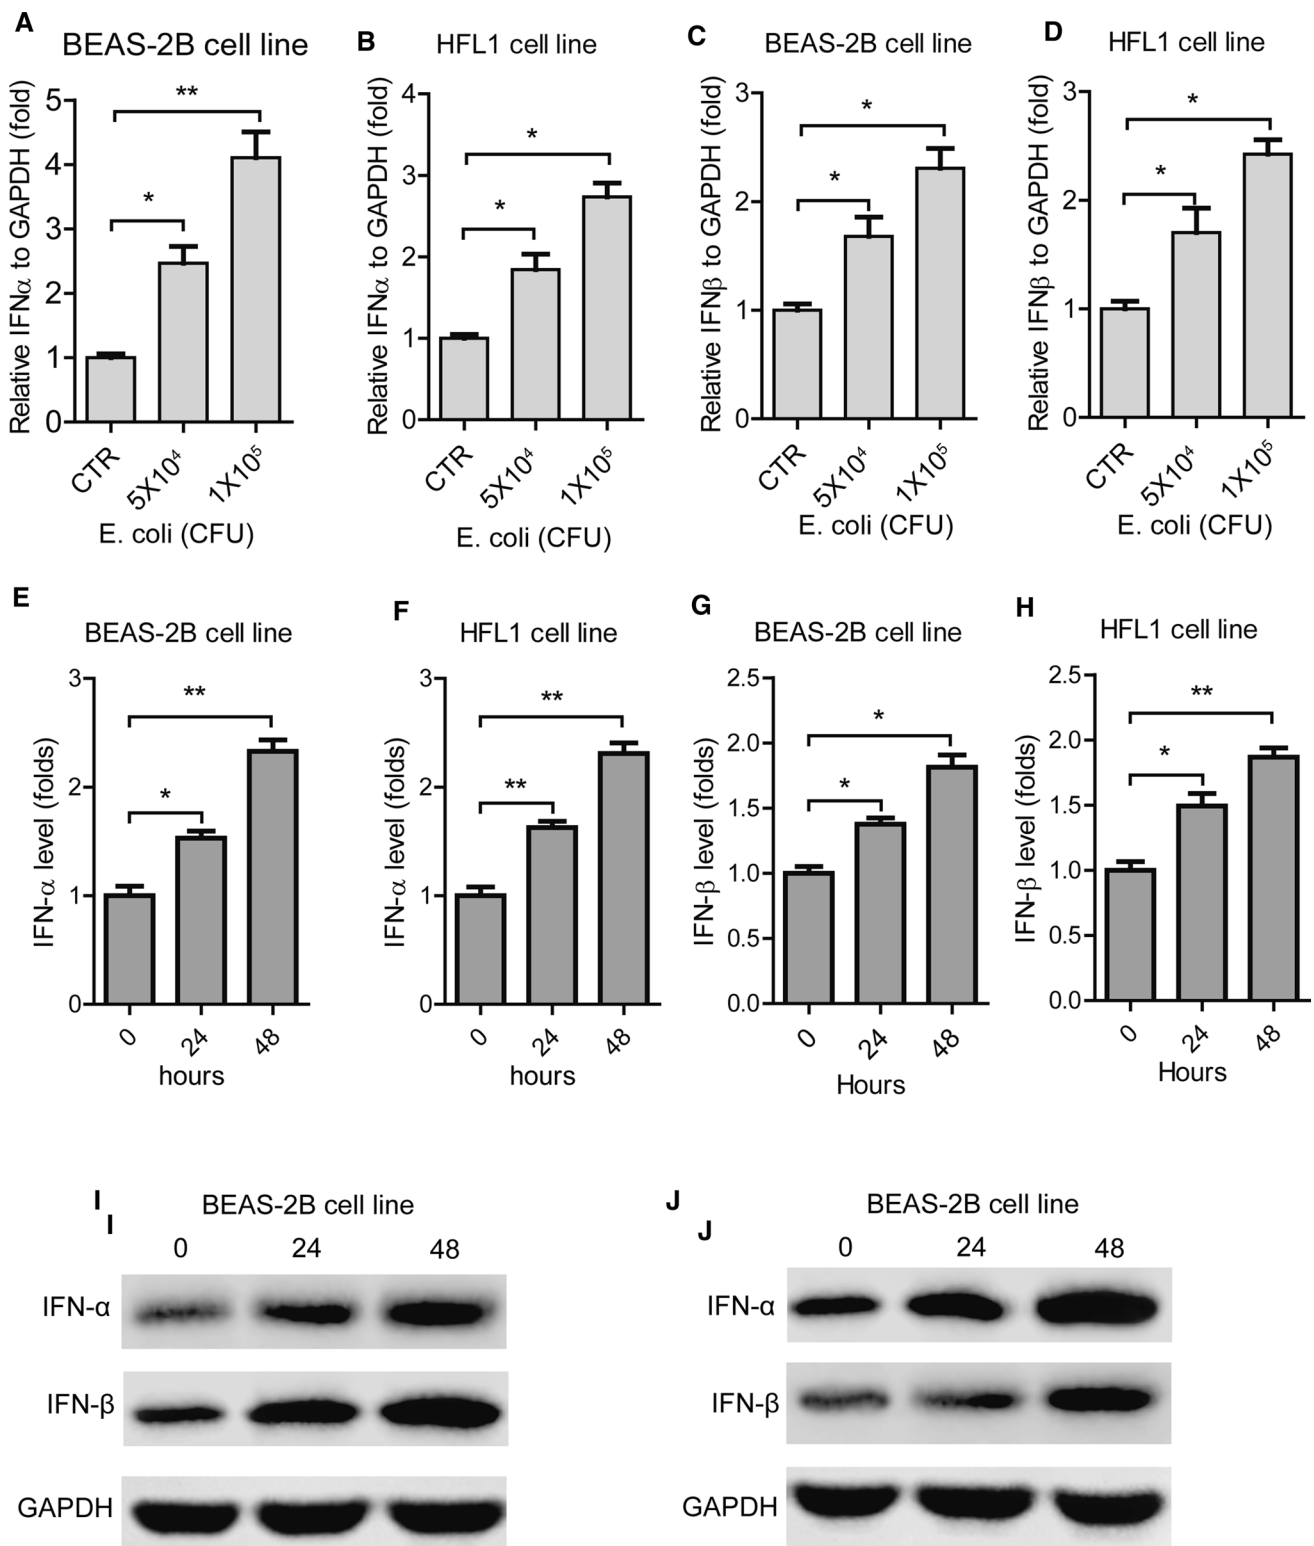 A
BEAS-2B cell line
**
*
Relative IFNα to GAPDH (fold)
5
4
3
2
1
0
CTR
5X10⁴
1X10⁵
E. coli (CFU)
B
HFL1 cell line
*
*
Relative IFNα to GAPDH (fold)
4
3
2
1
0
CTR
5X10⁴
1X10⁵
E. coli (CFU)
C
BEAS-2B cell line
*
*
Relative IFNβ to GAPDH (fold)
3
2
1
0
CTR
5X10⁴
1X10⁵
E. coli (CFU)
D
HFL1 cell line
*
*
Relative IFNβ to GAPDH (fold)
3
2
1
0
CTR
5X10⁴
1X10⁵
E. coli (CFU)
E
BEAS-2B cell line
**
*
IFN-α level (folds)
3
2
1
0
0
24
48
hours
F
HFL1 cell line
**
**
IFN-α level (folds)
3
2
1
0
0
24
48
hours
G
BEAS-2B cell line
*
*
IFN-β level (folds)
2.5
2.0
1.5
1.0
0.5
0.0
0
24
48
Hours
H
HFL1 cell line
**
*
IFN-β level (folds)
2.5
2.0
1.5
1.0
0.5
0.0
0
24
48
Hours
I
I
BEAS-2B cell line
0 24 48
IFN-α
IFN-β
GAPDH
J
J
BEAS-2B cell line
0 24 48
IFN-α
IFN-β
GAPDH